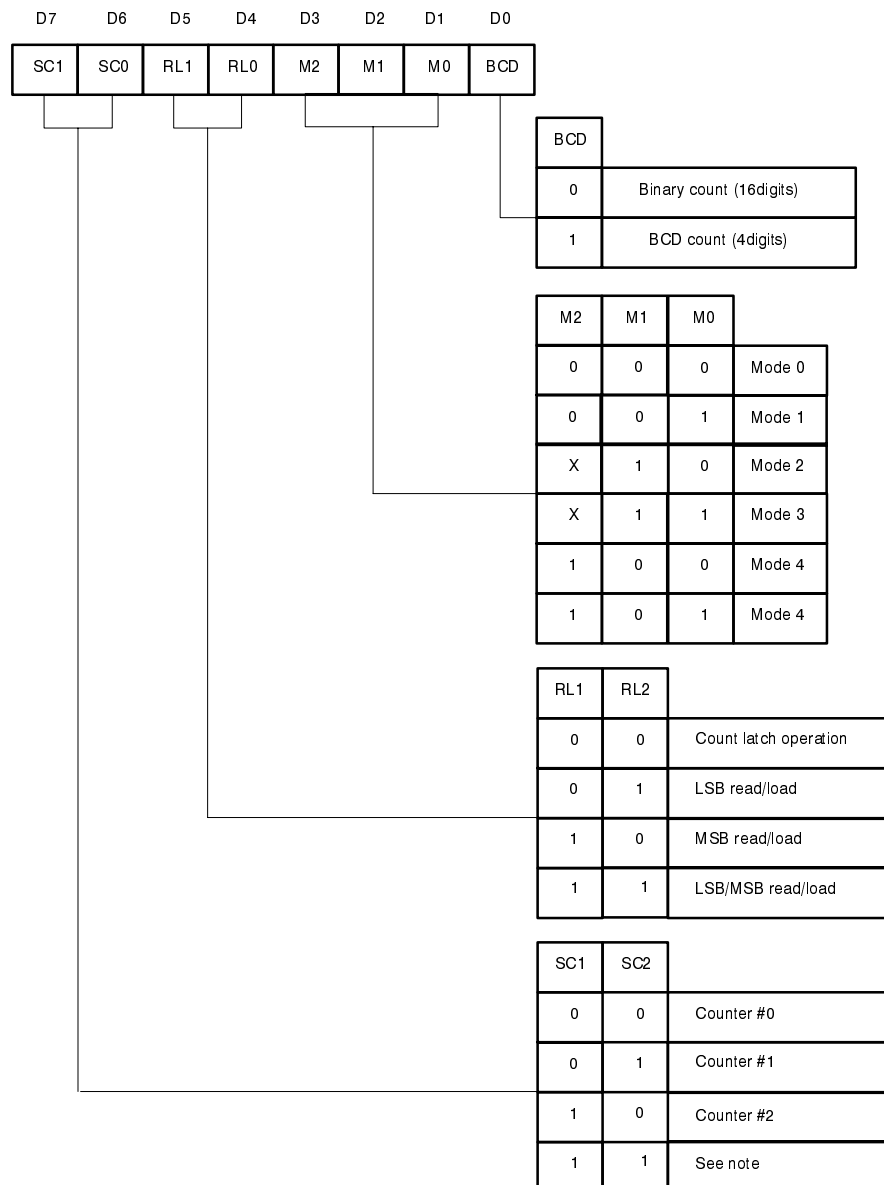 D7 D6 D5 D4 D3 D2 D1 D0
SC1 SC0 RL1 RL0 M2 M1 M0 BCD
BCD
0 Binary count (16digits)
1 BCD count (4digits)
M2 M1 M0
0 0 0 Mode 0
0 0 1 Mode 1
X 1 0 Mode 2
X 1 1 Mode 3
1 0 0 Mode 4
1 0 1 Mode 4
RL1 RL2
0 0 Count latch operation
0 1 LSB read/load
1 0 MSB read/load
1 1 LSB/MSB read/load
SC1 SC2
0 0 Counter #0
0 1 Counter #1
1 0 Counter #2
1 1 See note